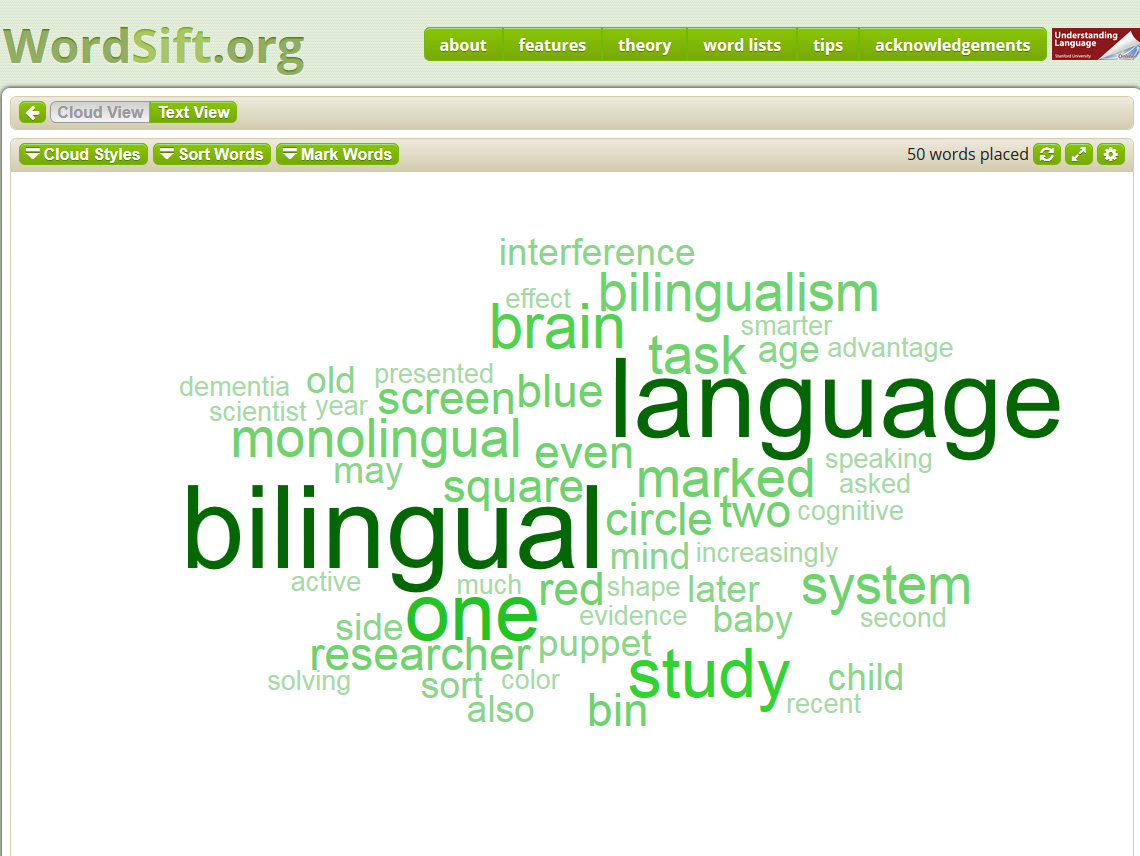 WordSift.org
about features theory word lists tips acknowledgements
Understanding
Language
Stanford University
Cloud View Text View
Cloud Styles Sort Words Mark Words 50 words placed
interference
effect bilingualism
brain smarter
task age advantage
dementia old presented blue language
scientist year screen
monolingual even
may square marked speaking
asked
bilingual circle two cognitive
mind increasingly
active much red shape later system
one evidence baby second
side puppet
researcher study child
solving sort color
also bin recent